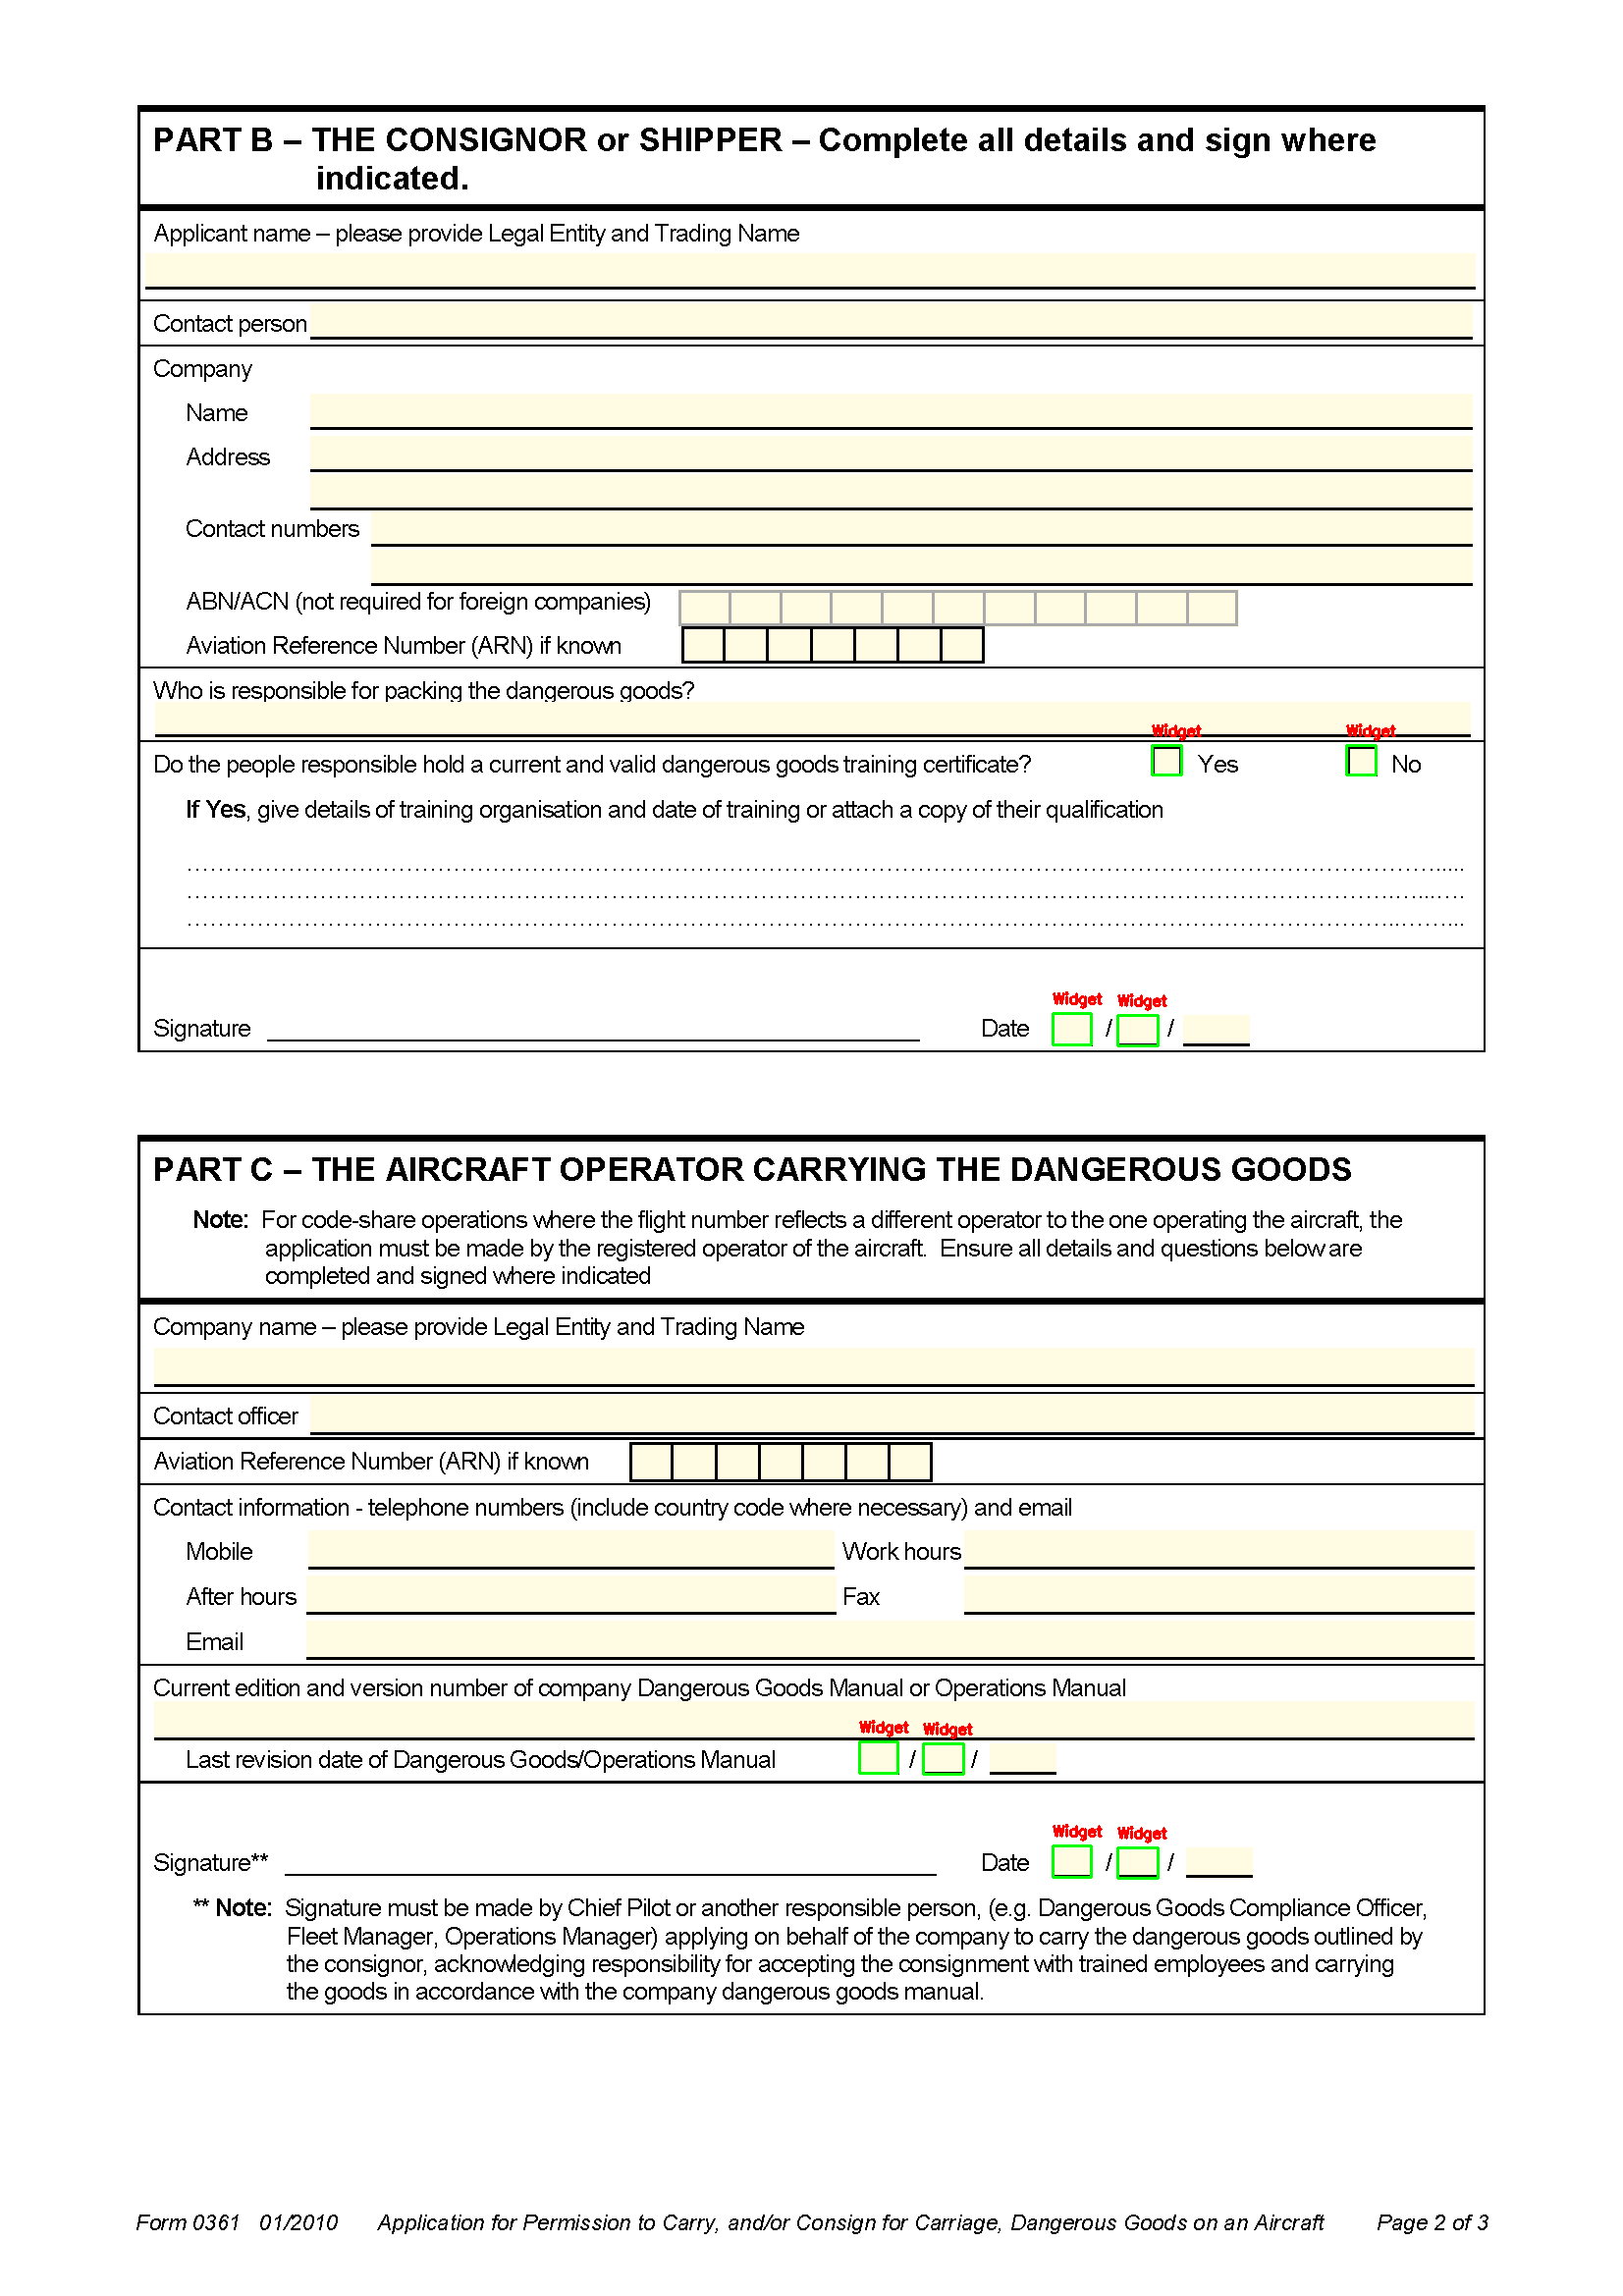 PART B – THE CONSIGNOR or SHIPPER – Complete all details and sign where
indicated.
Applicant name – please provide Legal Entity and Trading Name
Contact person
Company
Name
Address
Contact numbers
ABN/ACN (not required for foreign companies)
Aviation Reference Number (ARN) if known
Who is responsible for packing the dangerous goods?
Widget Widget
Do the people responsible hold a current and valid dangerous goods training certificate? Yes No
If Yes, give details of training organisation and date of training or attach a copy of their qualification
Widget Widget
Signature Date / /
PART C – THE AIRCRAFT OPERATOR CARRYING THE DANGEROUS GOODS
Note: For code-share operations where the flight number reflects a different operator to the one operating the aircraft, the
application must be made by the registered operator of the aircraft. Ensure all details and questions below are
completed and signed where indicated
Company name – please provide Legal Entity and Trading Name
Contact officer
Aviation Reference Number (ARN) if known
Contact information - telephone numbers (include country code where necessary) and email
Mobile Work hours
After hours Fax
Email
Current edition and version number of company Dangerous Goods Manual or Operations Manual
Widget Widget
Last revision date of Dangerous Goods/Operations Manual / /
Widget Widget
Signature** Date / /
** Note: Signature must be made by Chief Pilot or another responsible person, (e.g. Dangerous Goods Compliance Officer,
Fleet Manager, Operations Manager) applying on behalf of the company to carry the dangerous goods outlined by
the consignor, acknowledging responsibility for accepting the consignment with trained employees and carrying
the goods in accordance with the company dangerous goods manual.
Form 0361 01/2010 Application for Permission to Carry, and/or Consign for Carriage, Dangerous Goods on an Aircraft Page 2 of 3